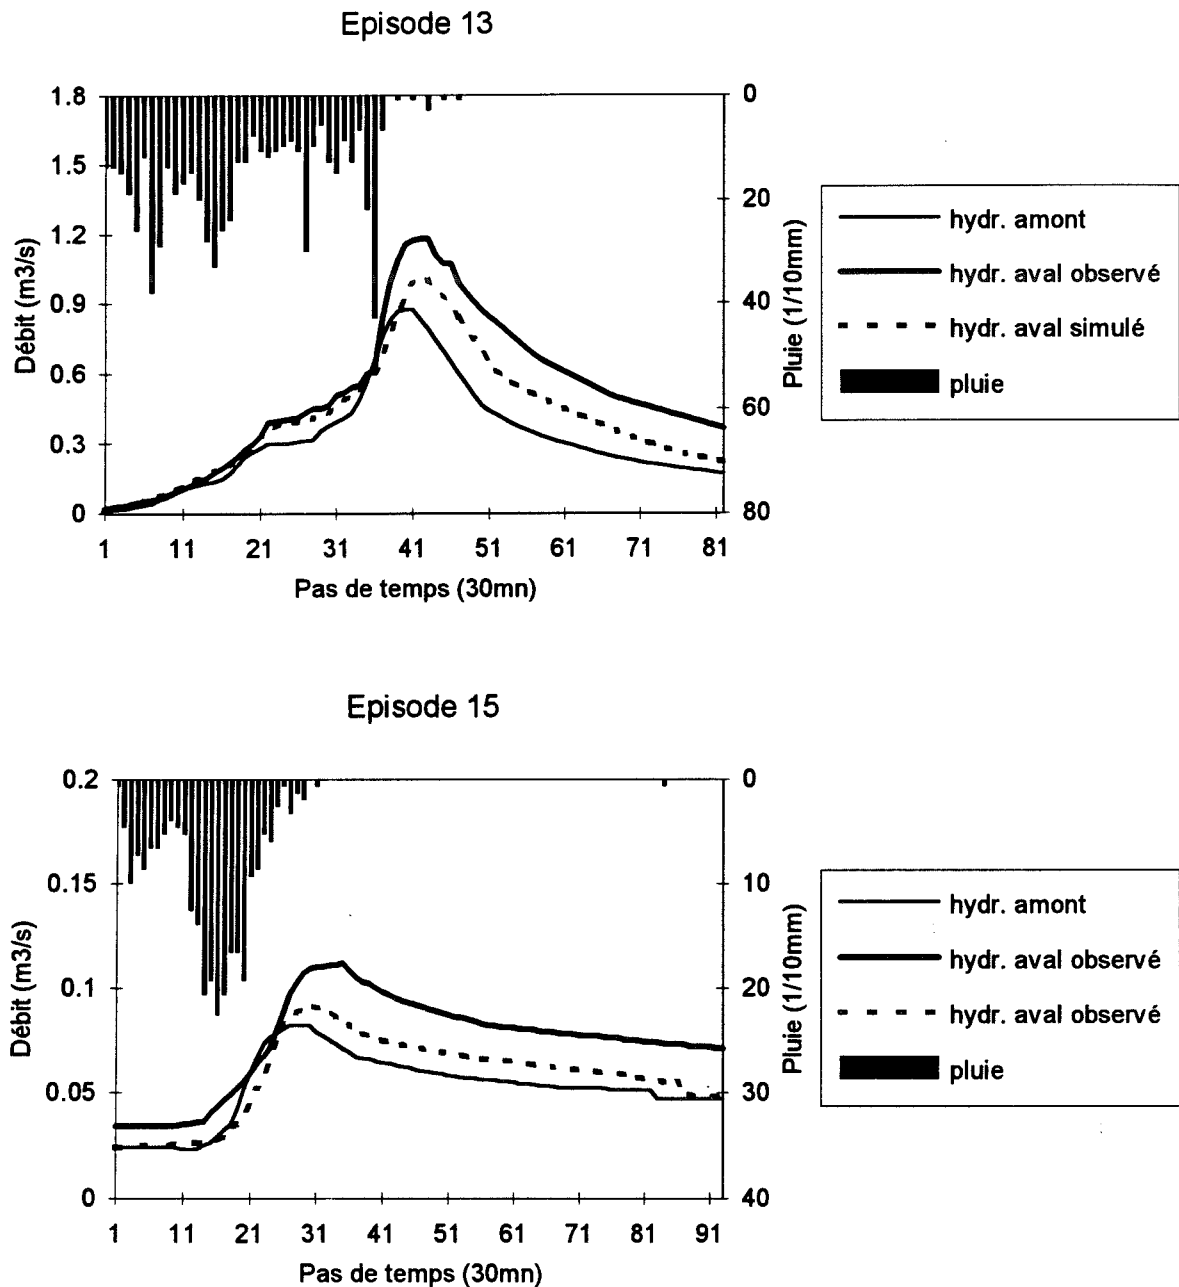 Episode 13
1.8
1.5
1.2
0.9
0.6
0.3
0
Débit (m3/s)
0
20
40
60
80
Pluie (1/10mm)
1 11 21 31 41 51 61 71 81
Pas de temps (30mn)
hydr. amont
hydr. aval observé
hydr. aval simulé
pluie
Episode 15
0.2
0.15
0.1
0.05
0
Débit (m3/s)
0
10
20
30
40
Pluie (1/10mm)
1 11 21 31 41 51 61 71 81 91
Pas de temps (30mn)
hydr. amont
hydr. aval observé
hydr. aval observé
pluie